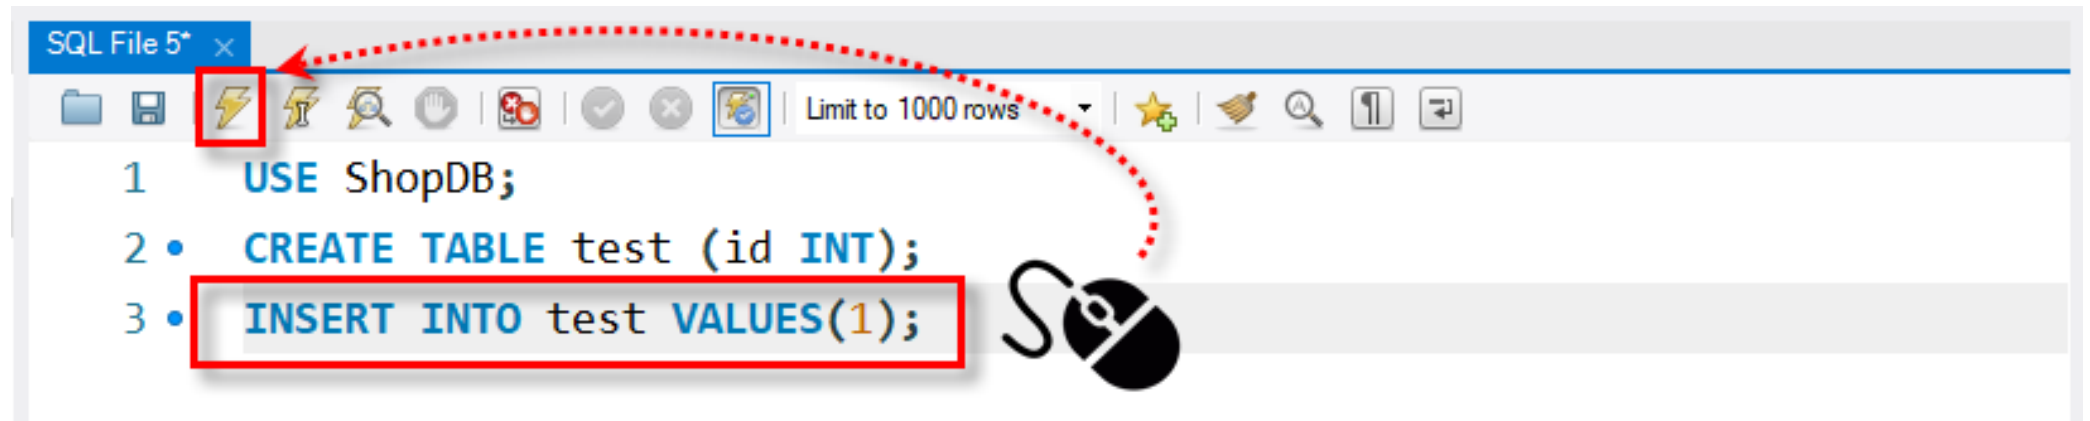 SQL File 5*
Limit to 1000 rows
1 USE ShopDB;
2 CREATE TABLE test (id INT);
3 INSERT INTO test VALUES(1);